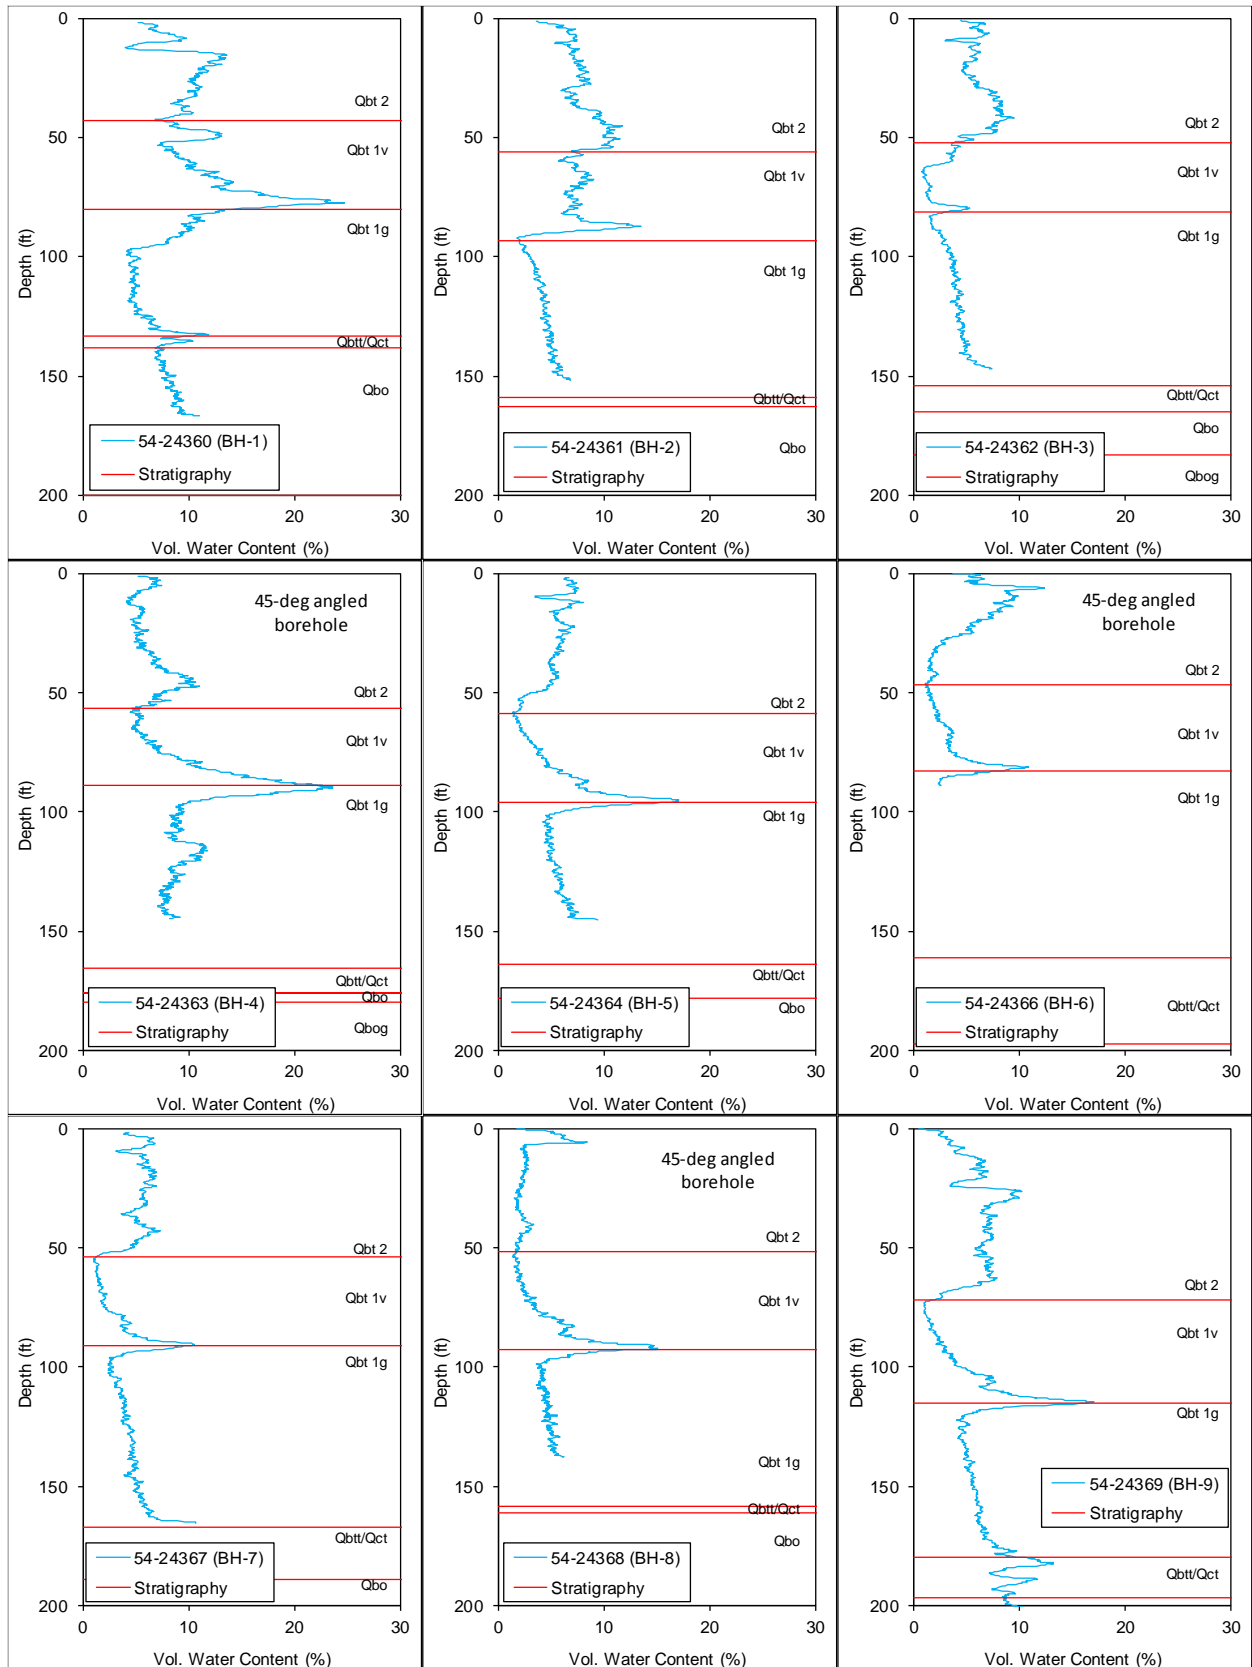 0
50
100
150
200
Depth (ft)
Qbt 2
Qbt 1v
Qbt 1g
Qbtt/Qct
Qbo
54-24360 (BH-1)
Stratigraphy
0 10 20 30
Vol. Water Content (%)
0
50
100
150
200
Depth (ft)
Qbt 2
Qbt 1v
Qbt 1g
Qbtt/Qct
Qbo
54-24361 (BH-2)
Stratigraphy
0 10 20 30
Vol. Water Content (%)
0
50
100
150
200
Depth (ft)
Qbt 2
Qbt 1v
Qbt 1g
Qbtt/Qct
Qbo
Qbog
54-24362 (BH-3)
Stratigraphy
0 10 20 30
Vol. Water Content (%)
0
50
100
150
200
Depth (ft)
45-deg angled
borehole
Qbt 2
Qbt 1v
Qbt 1g
Qbtt/Qct
Qbo
Qbog
54-24363 (BH-4)
Stratigraphy
0 10 20 30
Vol. Water Content (%)
0
50
100
150
200
Depth (ft)
Qbt 2
Qbt 1v
Qbt 1g
Qbtt/Qct
Qbo
54-24364 (BH-5)
Stratigraphy
0 10 20 30
Vol. Water Content (%)
0
50
100
150
200
Depth (ft)
45-deg angled
borehole
Qbt 2
Qbt 1v
Qbt 1g
Qbtt/Qct
54-24366 (BH-6)
Stratigraphy
0 10 20 30
Vol. Water Content (%)
0
50
100
150
200
Depth (ft)
Qbt 2
Qbt 1v
Qbt 1g
Qbtt/Qct
Qbo
54-24367 (BH-7)
Stratigraphy
0 10 20 30
Vol. Water Content (%)
0
50
100
150
200
Depth (ft)
45-deg angled
borehole
Qbt 2
Qbt 1v
Qbt 1g
Qbtt/Qct
Qbo
54-24368 (BH-8)
Stratigraphy
0 10 20 30
Vol. Water Content (%)
0
50
100
150
200
Depth (ft)
Qbt 2
Qbt 1v
Qbt 1g
54-24369 (BH-9)
Stratigraphy
Qbtt/Qct
0 10 20 30
Vol. Water Content (%)